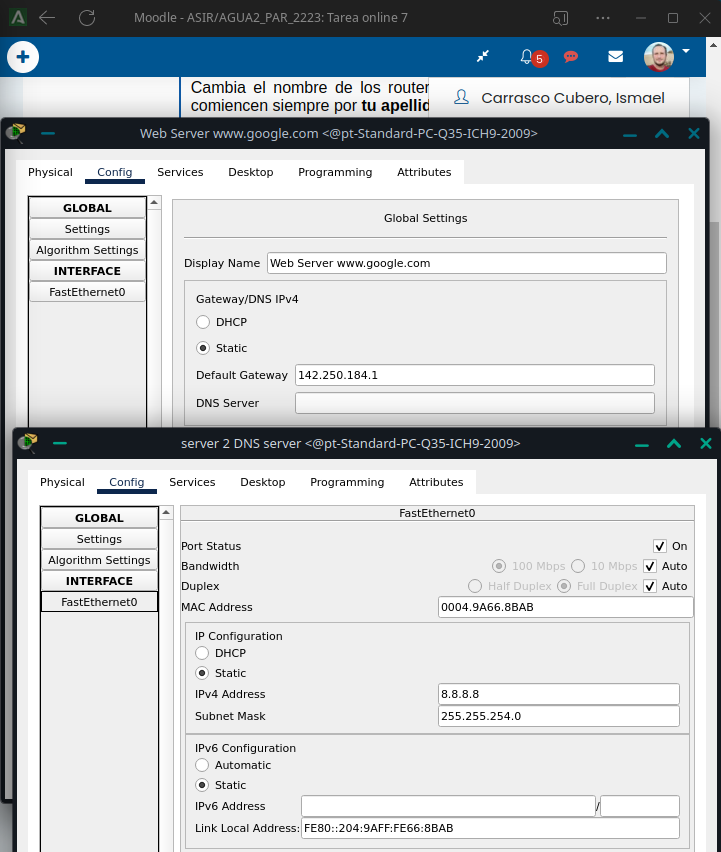 Moodle - ASIR/AGUA2_PAR_2223: Tarea online 7
5
Cambia el nombre de los router
comiencen siempre por tu apellid
Carrasco Cubero, Ismael
Web Server www.google.com <@pt-Standard-PC-Q35-ICH9-2009>
Physical Config Services Desktop Programming Attributes
GLOBAL
Settings
Algorithm Settings
INTERFACE
FastEthernet0
Global Settings
Display Name Web Server www.google.com
Gateway/DNS IPv4
DHCP
Static
Default Gateway 142.250.184.1
DNS Server
server 2 DNS server <@pt-Standard-PC-Q35-ICH9-2009>
Physical Config Services Desktop Programming Attributes
GLOBAL
Settings
Algorithm Settings
INTERFACE
FastEthernet0
FastEthernet0
Port Status On
Bandwidth 100 Mbps 10 Mbps Auto
Duplex Half Duplex Full Duplex Auto
MAC Address 0004.9A66.8BAB
IP Configuration
DHCP
Static
IPv4 Address 8.8.8.8
Subnet Mask 255.255.254.0
IPv6 Configuration
Automatic
Static
IPv6 Address /
Link Local Address: FE80::204:9AFF:FE66:8BAB